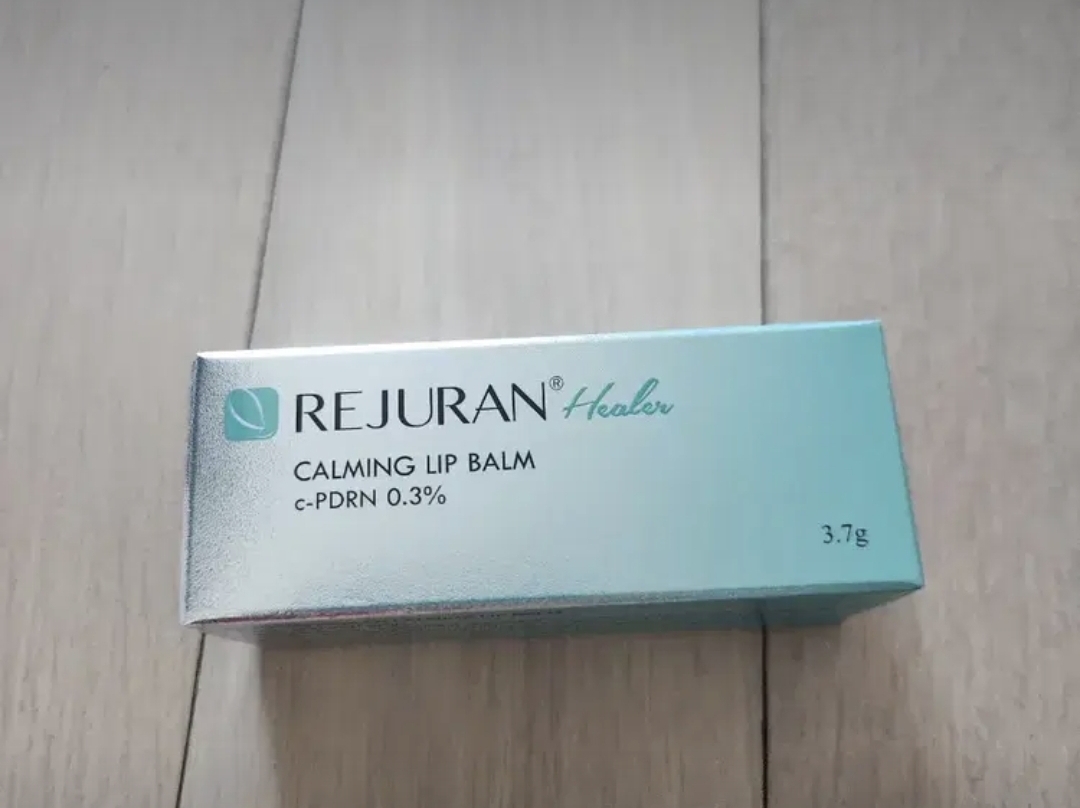 REJURAN® Healer
CALMING LIP BALM
c-PDRN 0.3%
3.7g